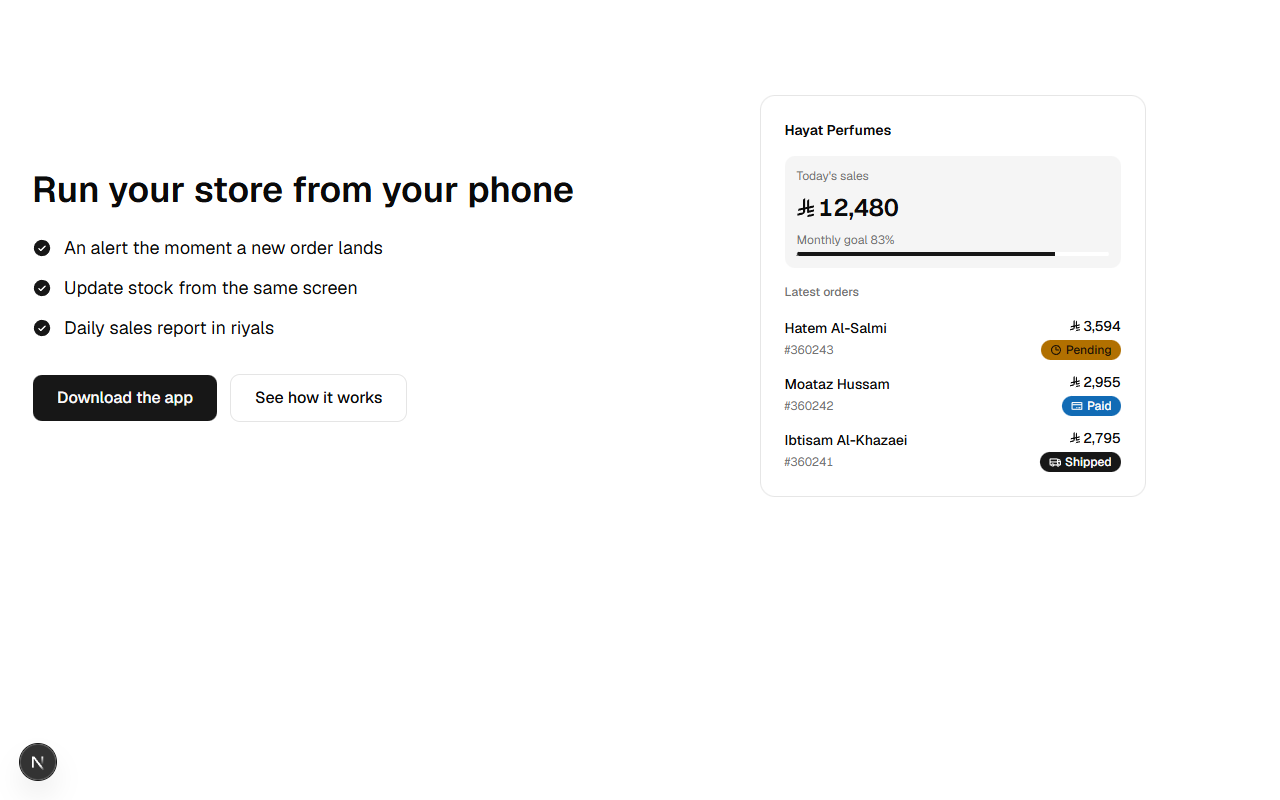 Run your store from your phone
An alert the moment a new order lands
Update stock from the same screen
Daily sales report in riyals
Download the app
See how it works
Hayat Perfumes
Today's sales
⃁ 12,480
Monthly goal 83%
Latest orders
Hatem Al-Salmi
⃁ 3,594
#360243
Pending
Moataz Hussam
⃁ 2,955
#360242
Paid
Ibtisam Al-Khazaei
⃁ 2,795
#360241
Shipped
N